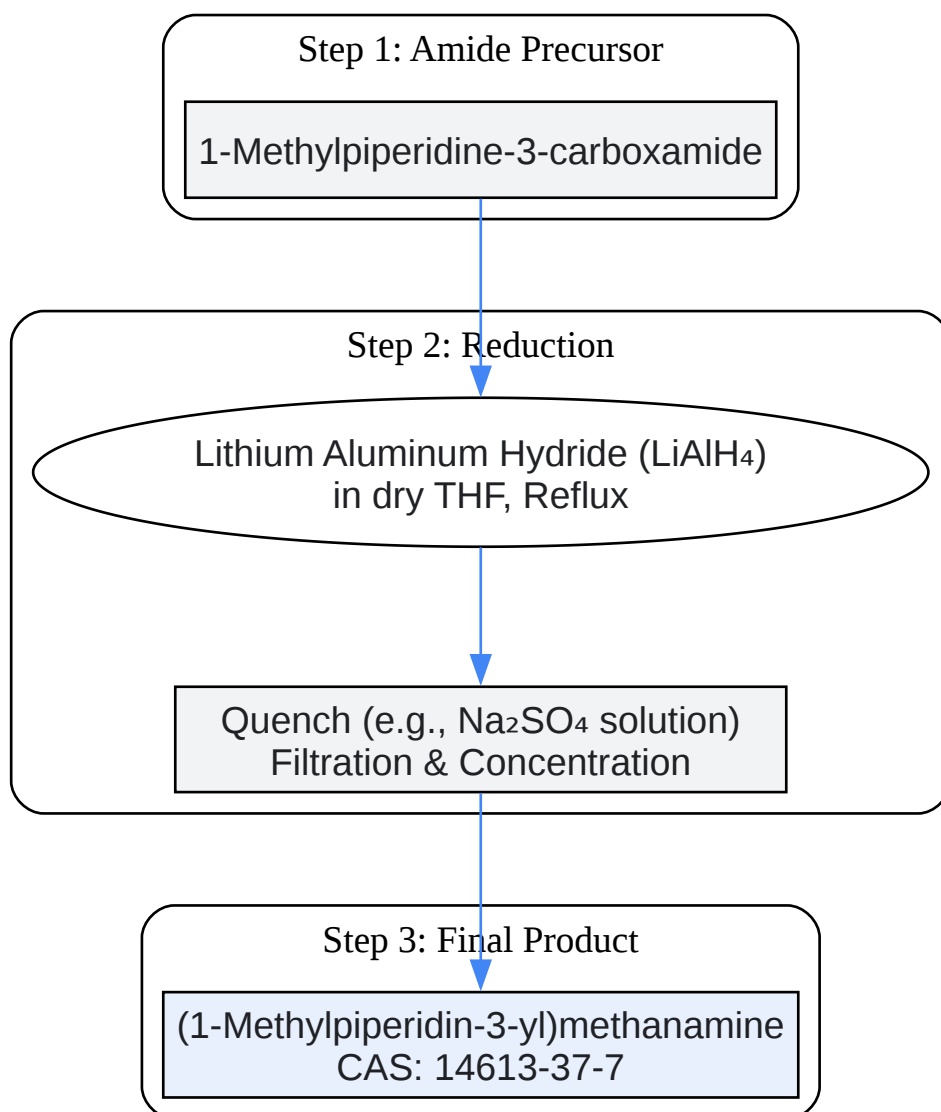 Step 1: Amide Precursor
1-Methylpiperidine-3-carboxamide
Step 2: Reduction
Lithium Aluminum Hydride (LiAlH₄)
in dry THF, Reflux
Quench (e.g., Na₂SO₄ solution)
Filtration & Concentration
Step 3: Final Product
(1-Methylpiperidin-3-yl)methanamine
CAS: 14613-37-7